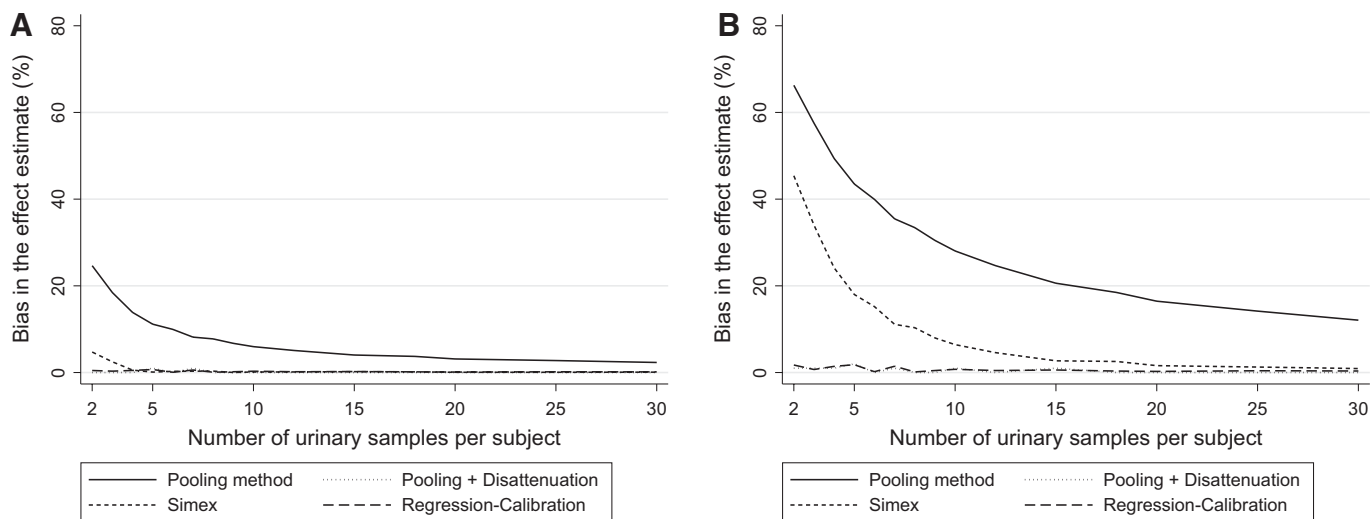 A
Bias in the effect estimate (%)
80
60
40
20
0
2 5 10 15 20 25 30
Number of urinary samples per subject
Pooling method Pooling + Disattenuation
Simex Regression-Calibration
B
Bias in the effect estimate (%)
80
60
40
20
0
2 5 10 15 20 25 30
Number of urinary samples per subject
Pooling method Pooling + Disattenuation
Simex Regression-Calibration